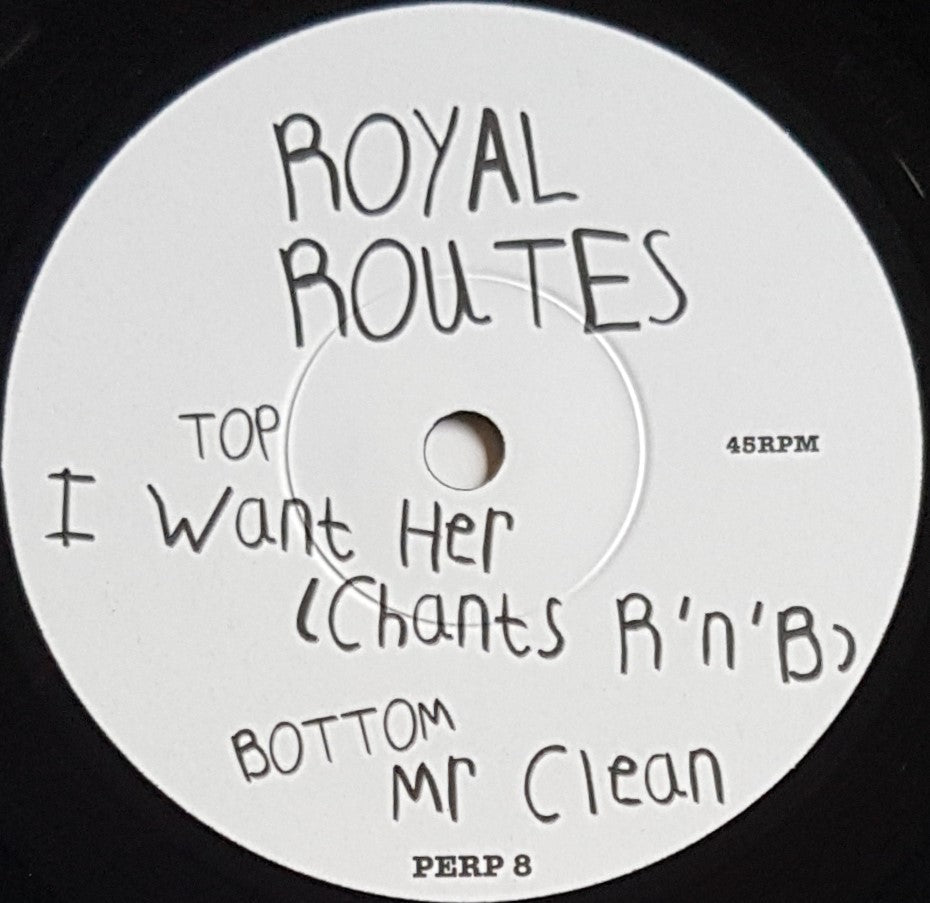 ROYAL
ROUTES
TOP
45RPM
I Want Her
(Chants R'n'B)
BOTTOM
Mr Clean
PERP 8